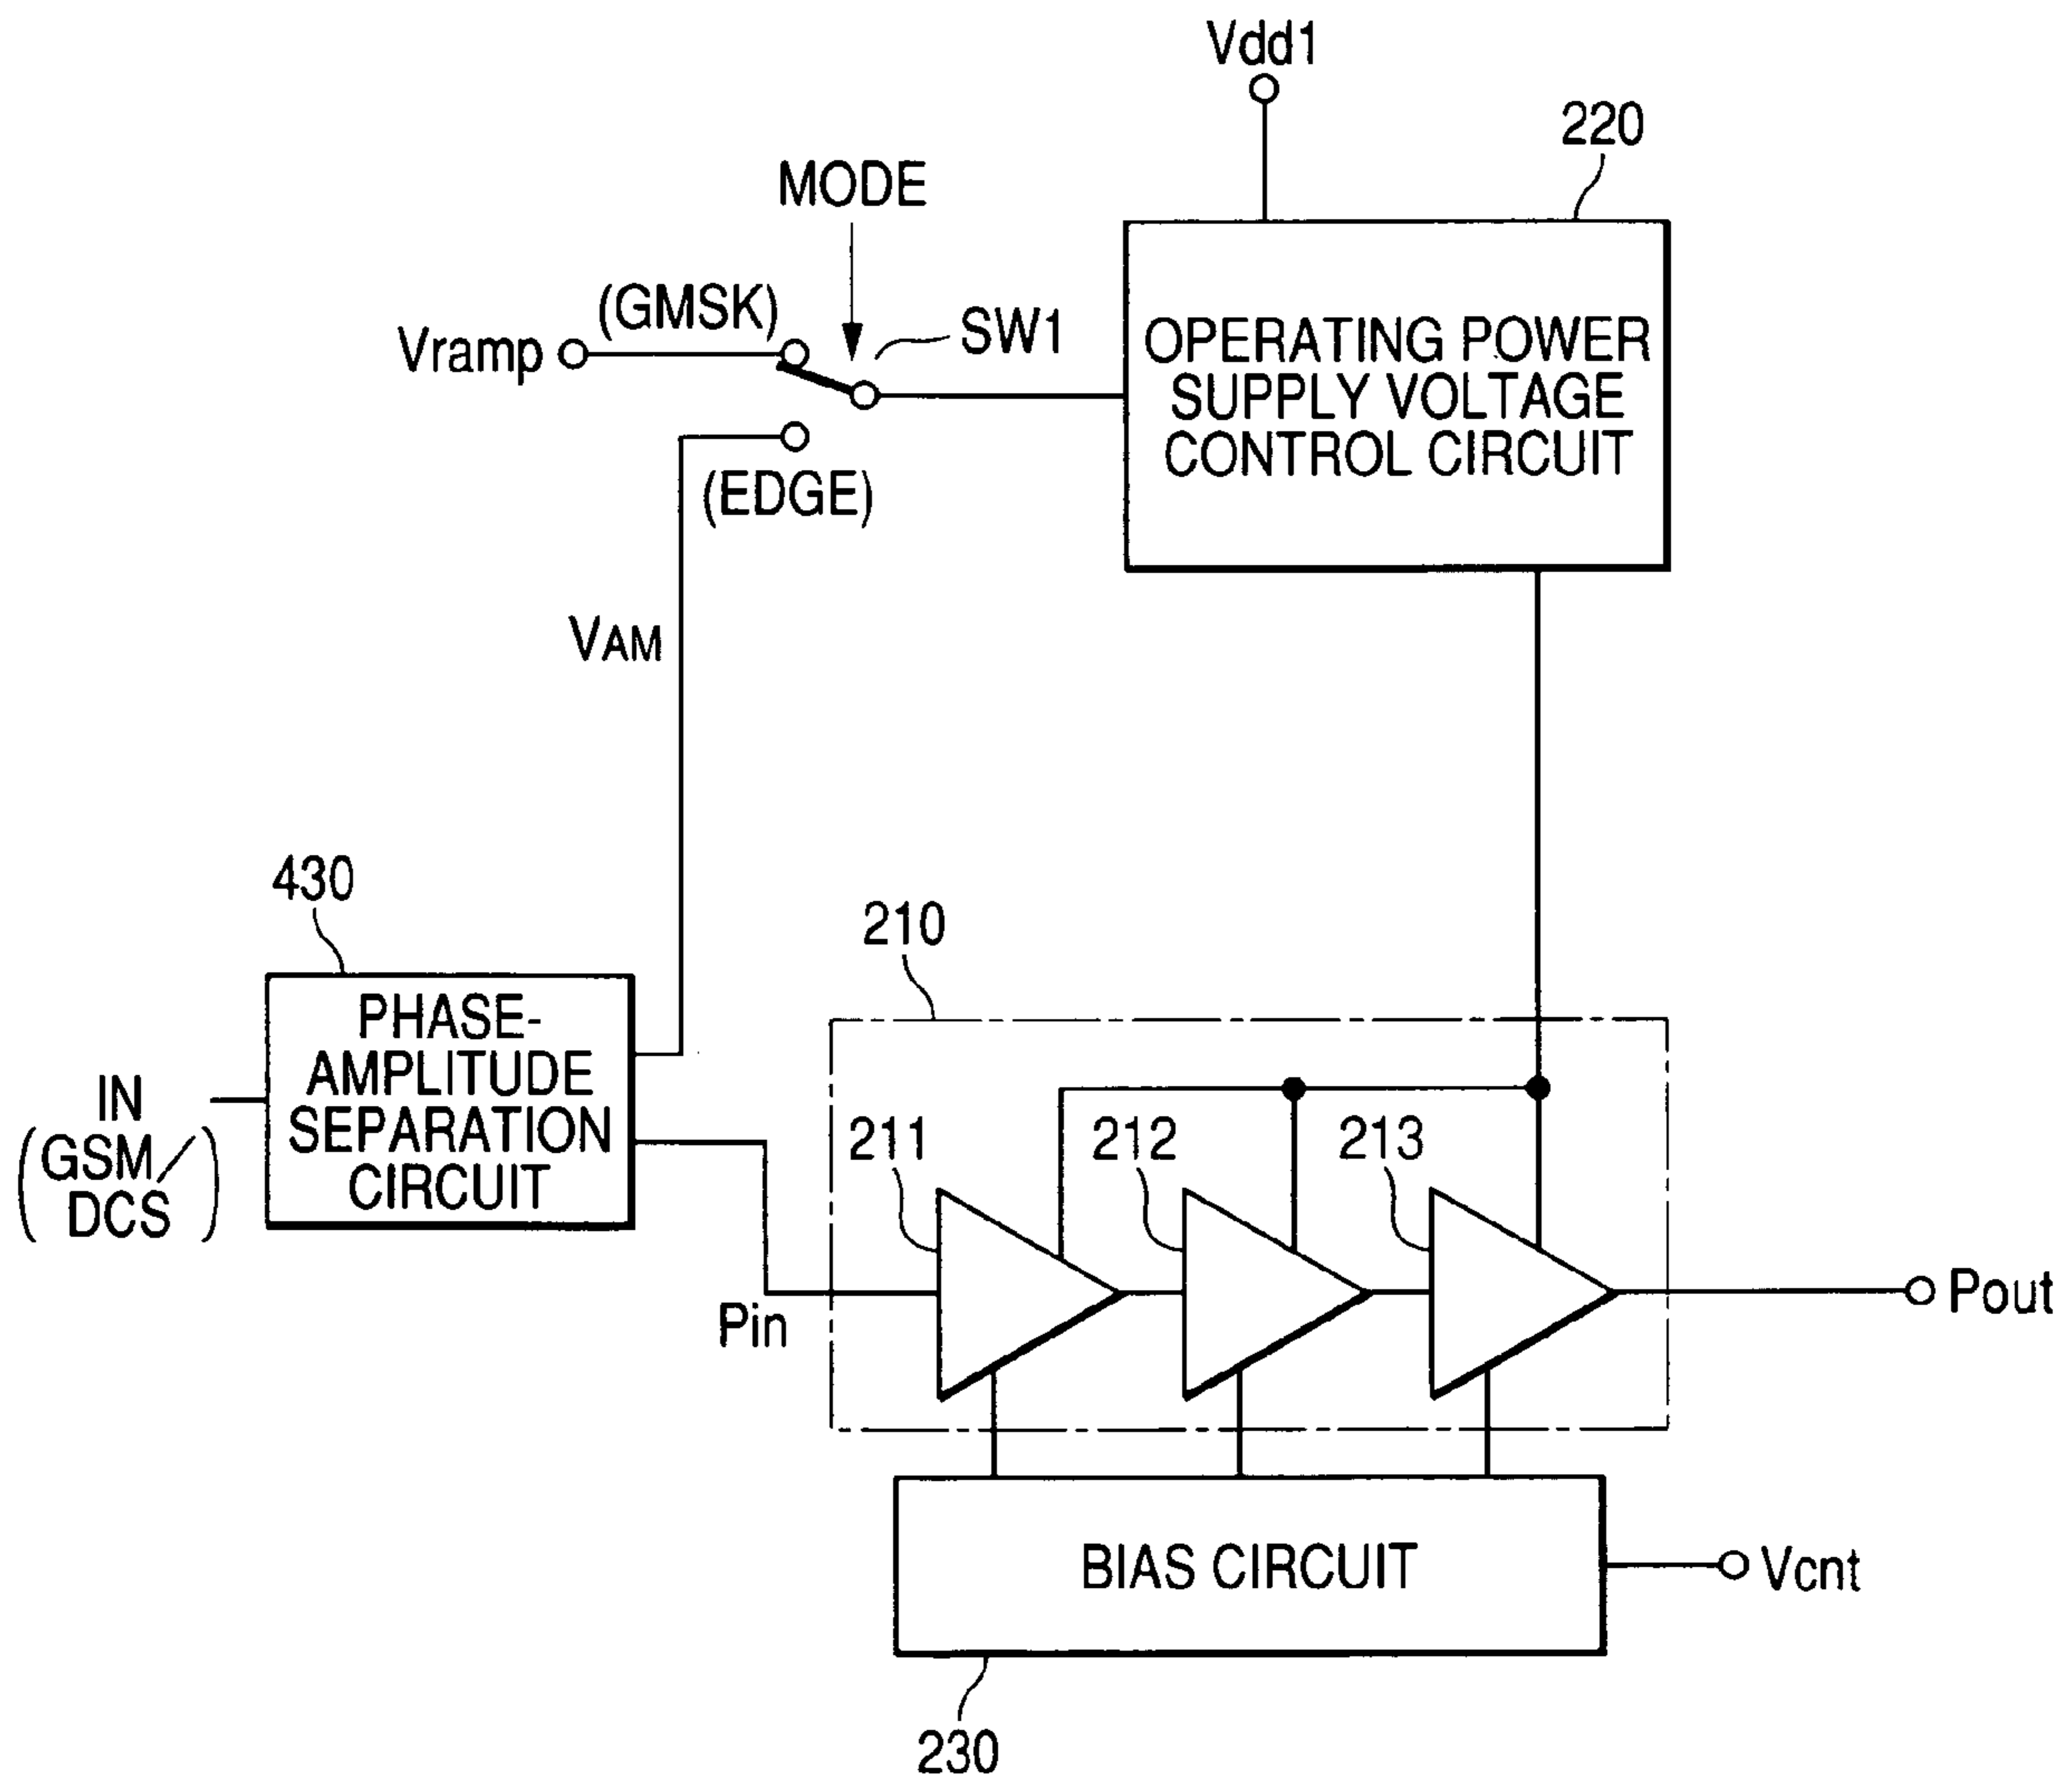 Vdd1
220
MODE
(GMSK)
Vramp
SW1
OPERATING POWER
SUPPLY VOLTAGE
CONTROL CIRCUIT
(EDGE)
VAM
430
210
PHASE-
AMPLITUDE
SEPARATION
CIRCUIT
IN
(GSM/
DCS)
211
212
213
Pin
Pout
BIAS CIRCUIT
Vcnt
230